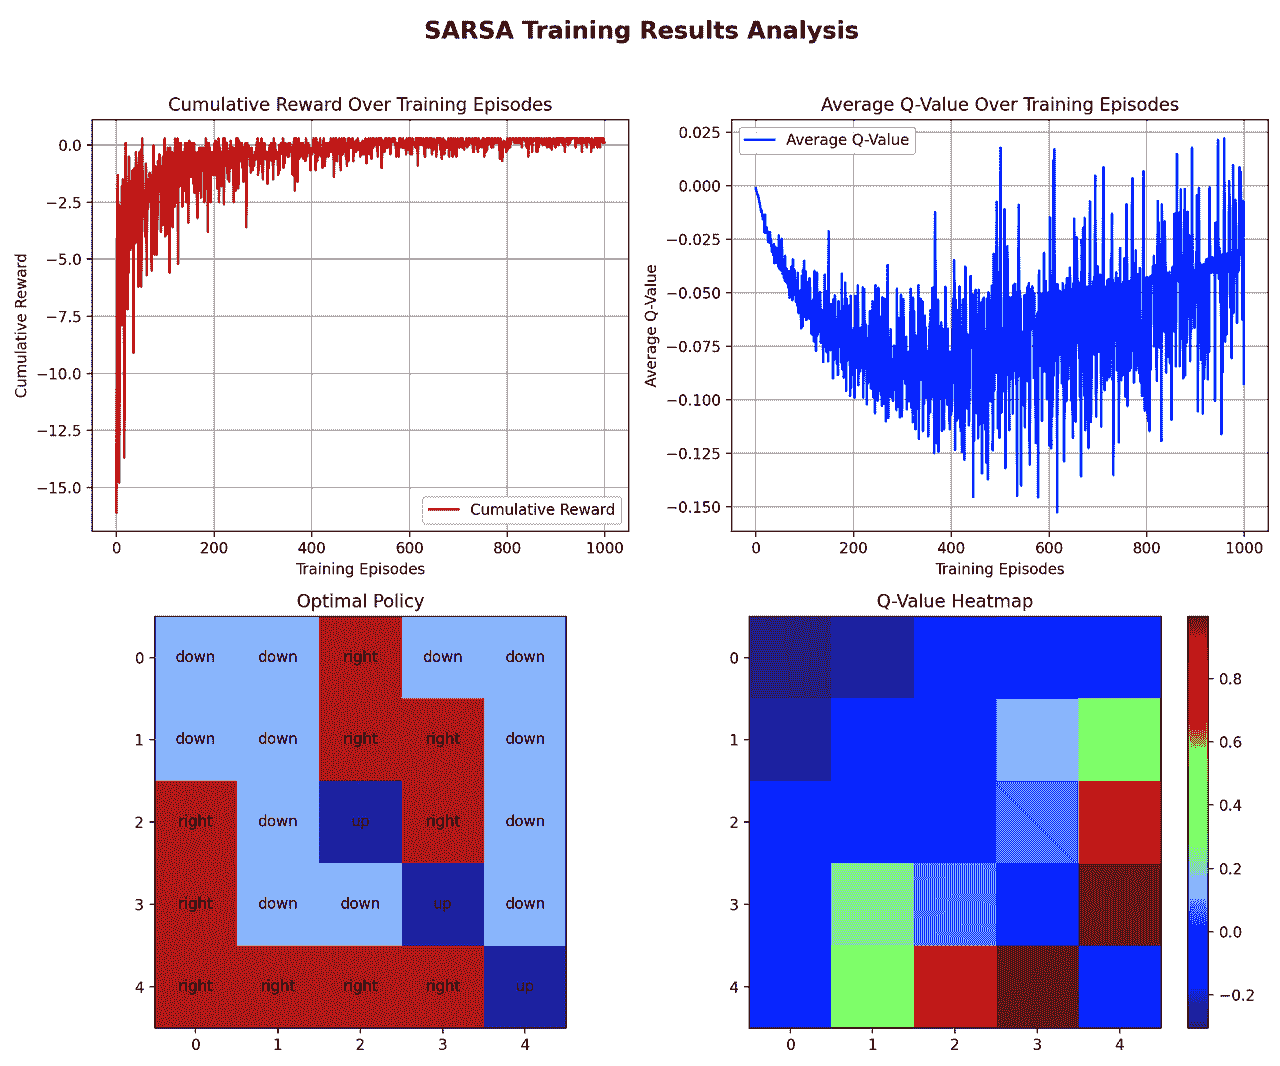 SARSA Training Results Analysis
Cumulative Reward Over Training Episodes
0.0
−2.5
−5.0
−7.5
−10.0
−12.5
−15.0
Cumulative Reward
Cumulative Reward
0 200 400 600 800 1000
Training Episodes
Average Q-Value Over Training Episodes
Average Q-Value
0.025
0.000
−0.025
−0.050
−0.075
−0.100
−0.125
−0.150
Average Q-Value
0 200 400 600 800 1000
Training Episodes
Optimal Policy
0 down down right down down
1 down down right right down
2 right down up right down
3 right down down up down
4 right right right right up
0 1 2 3 4
Q-Value Heatmap
0
1
2
3
4
0 1 2 3 4
0.8
0.6
0.4
0.2
0.0
−0.2